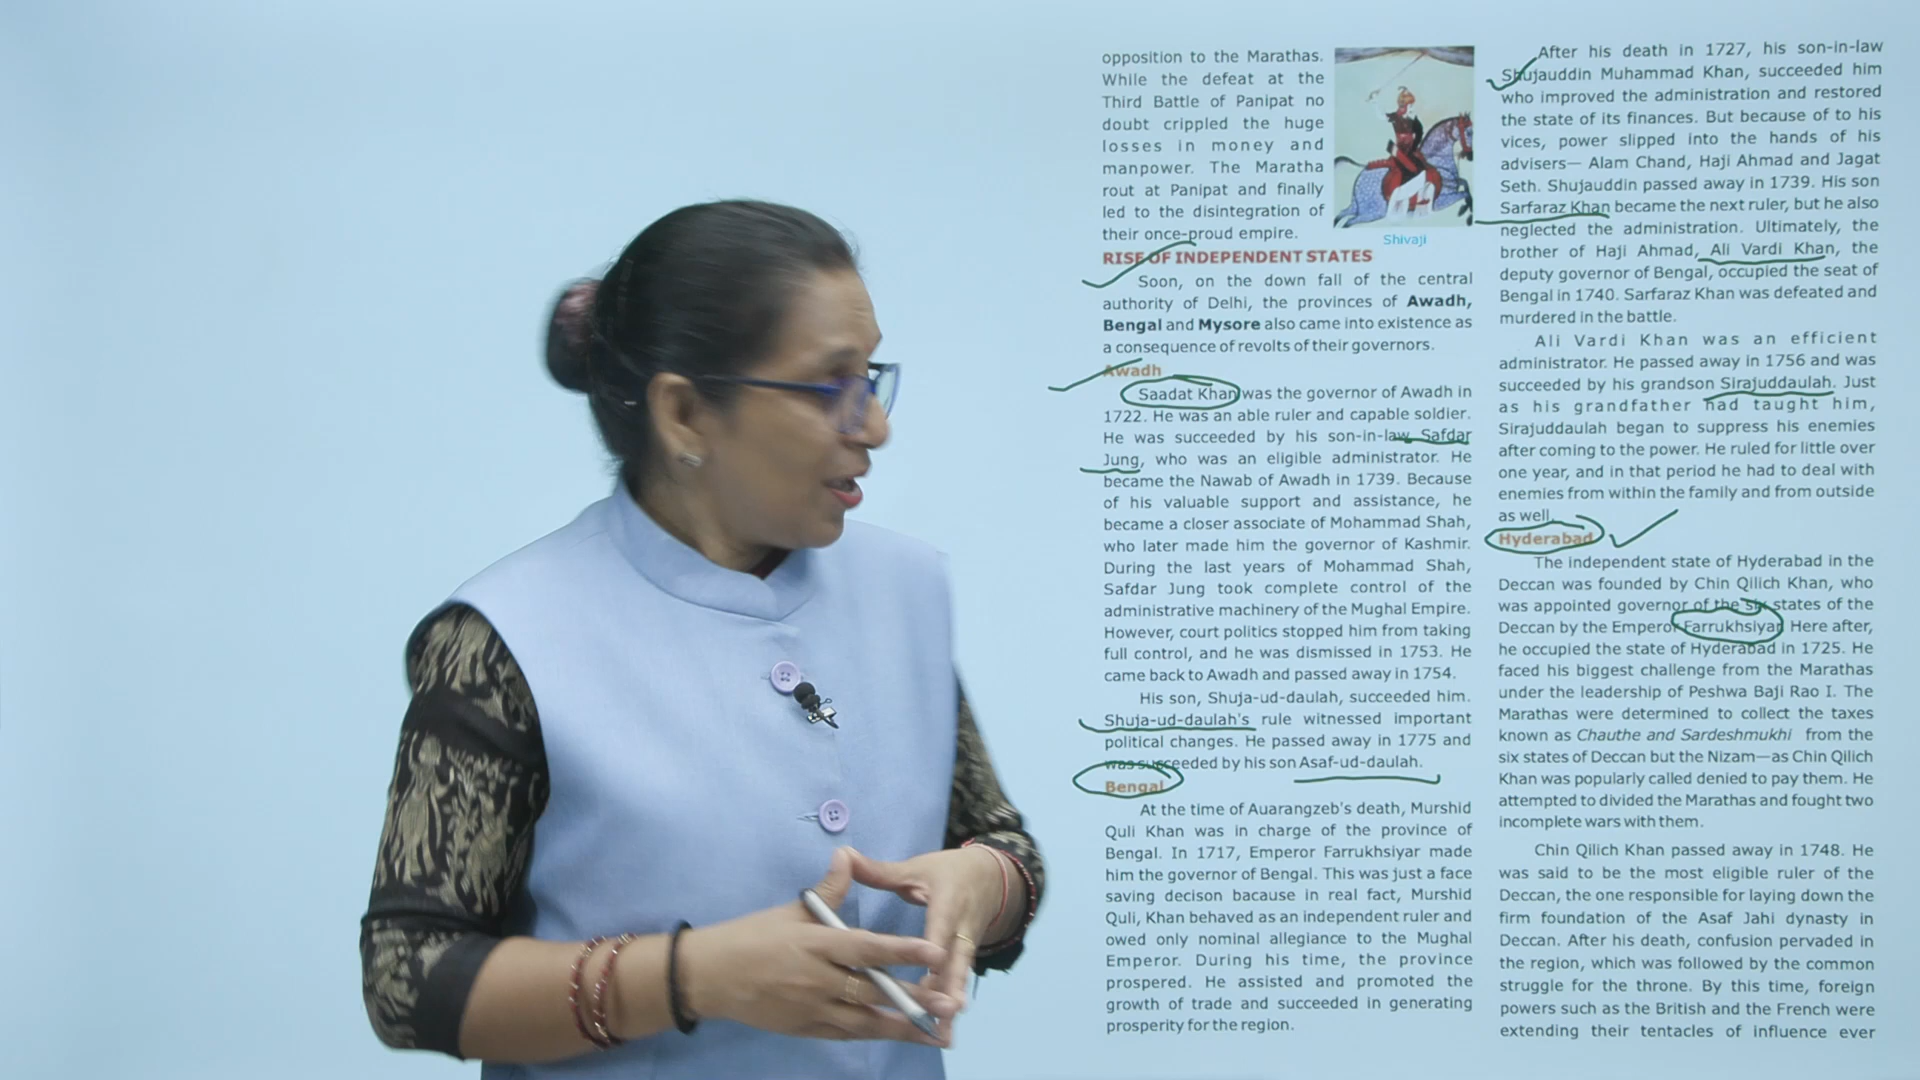 opposition to the Marathas.
While the defeat at the
Third Battle of Panipat no
doubt crippled the huge
losses in money and
manpower. The Maratha
rout at Panipat and finally
led to the disintegration of
their once-proud empire.
Shivaji
RISE OF INDEPENDENT STATES
Soon, on the down fall of the central
authority of Delhi, the provinces of Awadh,
Bengal and Mysore also came into existence as
a consequence of revolts of their governors.
Awadh
Saadat Khan was the governor of Awadh in
1722. He was an able ruler and capable soldier.
He was succeeded by his son-in-law Safdar
Jung, who was an eligible administrator. He
became the Nawab of Awadh in 1739. Because
of his valuable support and assistance, he
became a closer associate of Mohammad Shah,
who later made him the governor of Kashmir.
During the last years of Mohammad Shah,
Safdar Jung took complete control of the
administrative machinery of the Mughal Empire.
However, court politics stopped him from taking
full control, and he was dismissed in 1753. He
came back to Awadh and passed away in 1754.
His son, Shuja-ud-daulah, succeeded him.
Shuja-ud-daulah's rule witnessed important
political changes. He passed away in 1775 and
was succeeded by his son Asaf-ud-daulah.
Bengal
At the time of Auarangzeb's death, Murshid
Quli Khan was in charge of the province of
Bengal. In 1717, Emperor Farrukhsiyar made
him the governor of Bengal. This was just a face
saving decison bacause in real fact, Murshid
Quli, Khan behaved as an independent ruler and
owed only nominal allegiance to the Mughal
Emperor. During his time, the province
prospered. He assisted and promoted the
growth of trade and succeeded in generating
prosperity for the region.
After his death in 1727, his son-in-law
Shujauddin Muhammad Khan, succeeded him
who improved the administration and restored
the state of its finances. But because of to his
vices, power slipped into the hands of his
advisers— Alam Chand, Haji Ahmad and Jagat
Seth. Shujauddin passed away in 1739. His son
Sarfaraz Khan became the next ruler, but he also
neglected the administration. Ultimately, the
brother of Haji Ahmad, Ali Vardi Khan, the
deputy governor of Bengal, occupied the seat of
Bengal in 1740. Sarfaraz Khan was defeated and
murdered in the battle.
Ali Vardi Khan was an efficient
administrator. He passed away in 1756 and was
succeeded by his grandson Sirajuddaulah. Just
as his grandfather had taught him,
Sirajuddaulah began to suppress his enemies
after coming to the power. He ruled for little over
one year, and in that period he had to deal with
enemies from within the family and from outside
as well.
Hyderabad
The independent state of Hyderabad in the
Deccan was founded by Chin Qilich Khan, who
was appointed governor of the six states of the
Deccan by the Emperor Farrukhsiyar. Here after,
he occupied the state of Hyderabad in 1725. He
faced his biggest challenge from the Marathas
under the leadership of Peshwa Baji Rao I. The
Marathas were determined to collect the taxes
known as Chauthe and Sardeshmukhi from the
six states of Deccan but the Nizam—as Chin Qilich
Khan was popularly called denied to pay them. He
attempted to divided the Marathas and fought two
incomplete wars with them.
Chin Qilich Khan passed away in 1748. He
was said to be the most eligible ruler of the
Deccan, the one responsible for laying down the
firm foundation of the Asaf Jahi dynasty in
Deccan. After his death, confusion pervaded in
the region, which was followed by the common
struggle for the throne. By this time, foreign
powers such as the British and the French were
extending their tentacles of influence ever